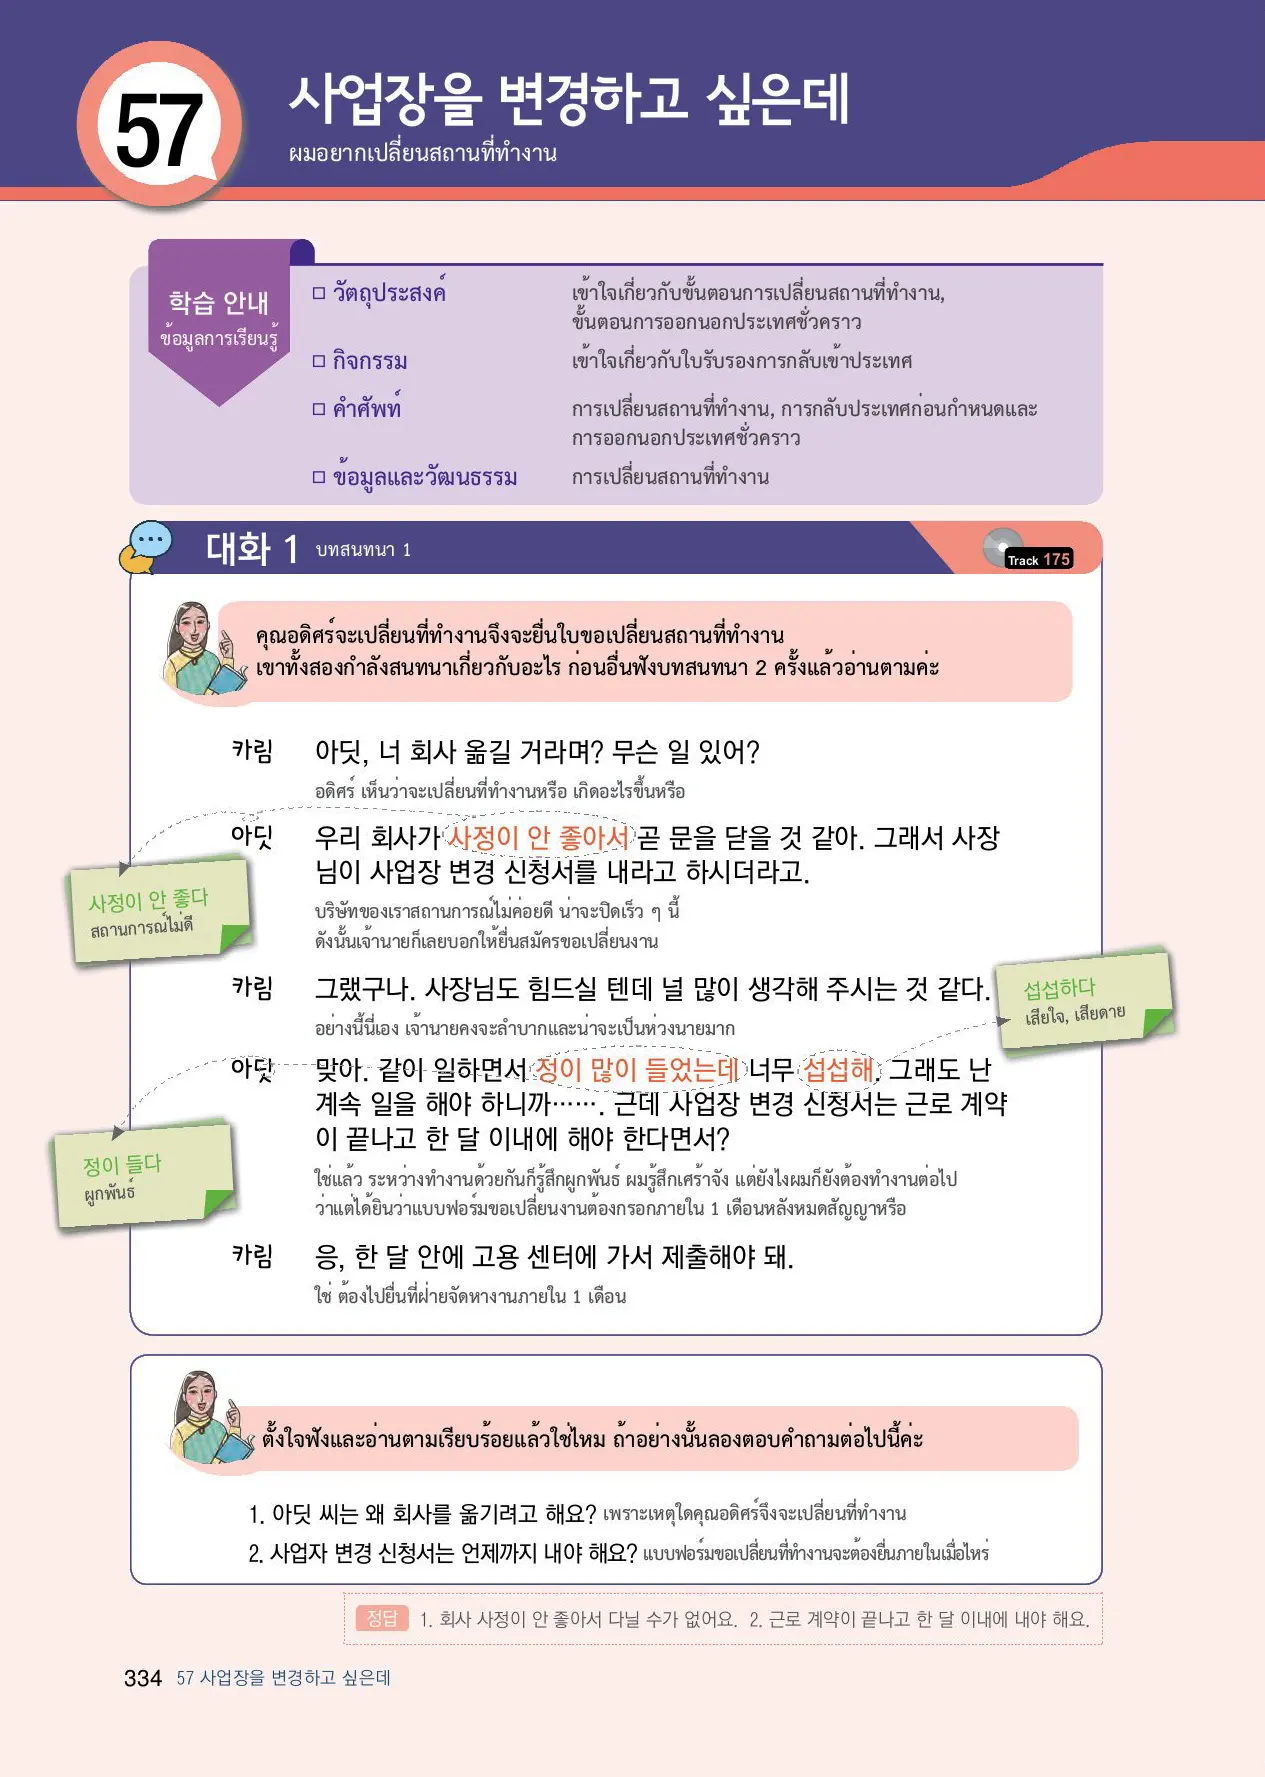 57
사업장을 변경하고 싶은데
ผมอยากเปลี่ยนสถานที่ทำงาน
학습 안내
ข้อมูลการเรียนรู้
□ วัตถุประสงค์ เข้าใจเกี่ยวกับขั้นตอนการเปลี่ยนสถานที่ทำงาน,
ขั้นตอนการออกนอกประเทศชั่วคราว
□ กิจกรรม เข้าใจเกี่ยวกับใบรับรองการกลับเข้าประเทศ
□ คำศัพท์ การเปลี่ยนสถานที่ทำงาน, การกลับประเทศก่อนกำหนดและ
การออกนอกประเทศชั่วคราว
□ ข้อมูลและวัฒนธรรม การเปลี่ยนสถานที่ทำงาน
대화 1 บทสนทนา 1
Track 175
คุณอดิศร์จะเปลี่ยนที่ทำงานจึงจะยื่นใบขอเปลี่ยนสถานที่ทำงาน
เขาทั้งสองกำลังสนทนาเกี่ยวกับอะไร ก่อนอื่นฟังบทสนทนา 2 ครั้งแล้วอ่านตามค่ะ
카림 아딧, 너 회사 옮길 거라며? 무슨 일 있어?
อดิศร์ เห็นว่าจะเปลี่ยนที่ทำงานหรือ เกิดอะไรขึ้นหรือ
아딧 우리 회사가 사정이 안 좋아서 곧 문을 닫을 것 같아. 그래서 사장
님이 사업장 변경 신청서를 내라고 하시더라고.
บริษัทของเราสถานการณ์ไม่ค่อยดี น่าจะปิดเร็ว ๆ นี้
ดังนั้นเจ้านายก็เลยบอกให้ยื่นสมัครขอเปลี่ยนงาน
사정이 안 좋다
สถานการณ์ไม่ดี
카림 그랬구나. 사장님도 힘드실 텐데 널 많이 생각해 주시는 것 같다.
อย่างนี้นี่เอง เจ้านายคงจะลำบากและน่าจะเป็นห่วงนายมาก
섭섭하다
เสียใจ, เสียดาย
아딧 맞아. 같이 일하면서 정이 많이 들었는데 너무 섭섭해. 그래도 난
계속 일을 해야 하니까……. 근데 사업장 변경 신청서는 근로 계약
이 끝나고 한 달 이내에 해야 한다면서?
ใช่แล้ว ระหว่างทำงานด้วยกันก็รู้สึกผูกพันธ์ ผมรู้สึกเศร้าจัง แต่ยังไงผมก็ยังต้องทำงานต่อไป
ว่าแต่ได้ยินว่าแบบฟอร์มขอเปลี่ยนงานต้องกรอกภายใน 1 เดือนหลังหมดสัญญาหรือ
정이 들다
ผูกพันธ์
카림 응, 한 달 안에 고용 센터에 가서 제출해야 돼.
ใช่ ต้องไปยื่นที่ฝ่ายจัดหางานภายใน 1 เดือน
ตั้งใจฟังและอ่านตามเรียบร้อยแล้วใช่ไหม ถ้าอย่างนั้นลองตอบคำถามต่อไปนี้ค่ะ
1. 아딧 씨는 왜 회사를 옮기려고 해요? เพราะเหตุใดคุณอดิศร์จึงจะเปลี่ยนที่ทำงาน
2. 사업자 변경 신청서는 언제까지 내야 해요? แบบฟอร์มขอเปลี่ยนที่ทำงานจะต้องยื่นภายในเมื่อไหร่
정답 1. 회사 사정이 안 좋아서 다닐 수가 없어요. 2. 근로 계약이 끝나고 한 달 이내에 내야 해요.
334 57 사업장을 변경하고 싶은데